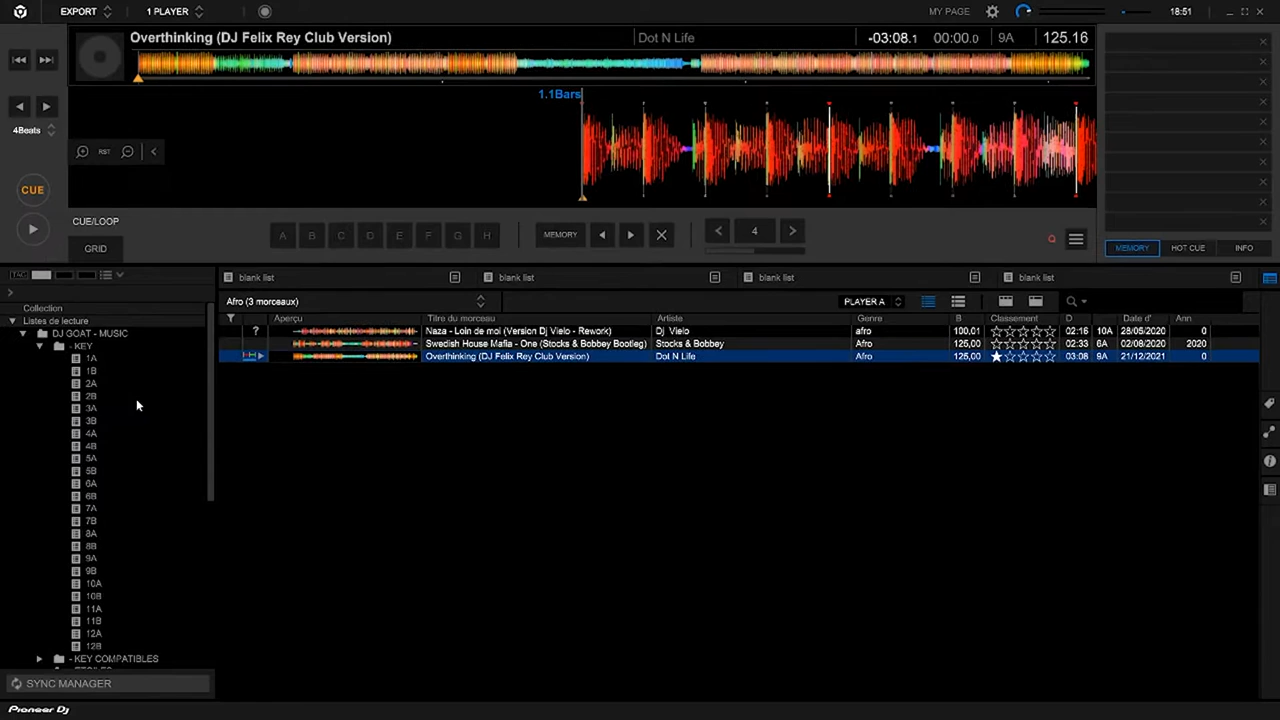 EXPORT 1 PLAYER MY PAGE 18:51
Overthinking (DJ Felix Rey Club Version) Dot N Life -03:08.1 00:00.0 9A 125.16
1.1Bars
4Beats
RST
CUE
CUE/LOOP
GRID
A B C D E F G H MEMORY 4
MEMORY HOT CUE INFO
TAG
blank list blank list blank list blank list
Afro (3 morceaux) PLAYER A
Aperçu Titre du morceau Artiste Genre B Classement D Date d' Ann
? Naza - Loin de moi (Version Dj Vielo - Rework) Dj Vielo afro 100,01 02:16 10A 28/05/2020 0
Swedish House Mafia - One (Stocks & Bobbey Bootleg) Stocks & Bobbey Afro 125,00 02:33 8A 02/08/2020 2020
Overthinking (DJ Felix Rey Club Version) Dot N Life Afro 125,00 03:08 9A 21/12/2021 0
Collection
Listes de lecture
DJ GOAT - MUSIC
- KEY
1A
1B
2A
2B
3A
3B
4A
4B
5A
5B
6A
6B
7A
7B
8A
8B
9A
9B
10A
10B
11A
11B
12A
12B
- KEY COMPATIBLES
SYNC MANAGER
Pioneer Dj